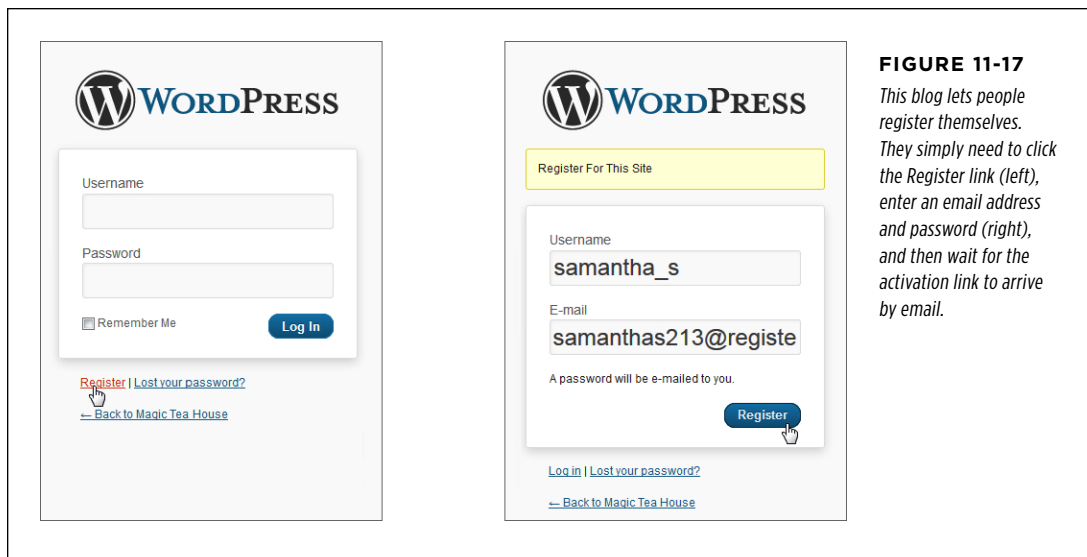 WORDPRESS
Username
Password
Remember Me
Log In
Register | Lost your password?
← Back to Magic Tea House
WORDPRESS
Register For This Site
Username
samantha_s
E-mail
samanthas213@registe
A password will be e-mailed to you.
Register
Log in | Lost your password?
← Back to Magic Tea House
FIGURE 11-17
This blog lets people
register themselves.
They simply need to click
the Register link (left),
enter an email address
and password (right),
and then wait for the
activation link to arrive
by email.